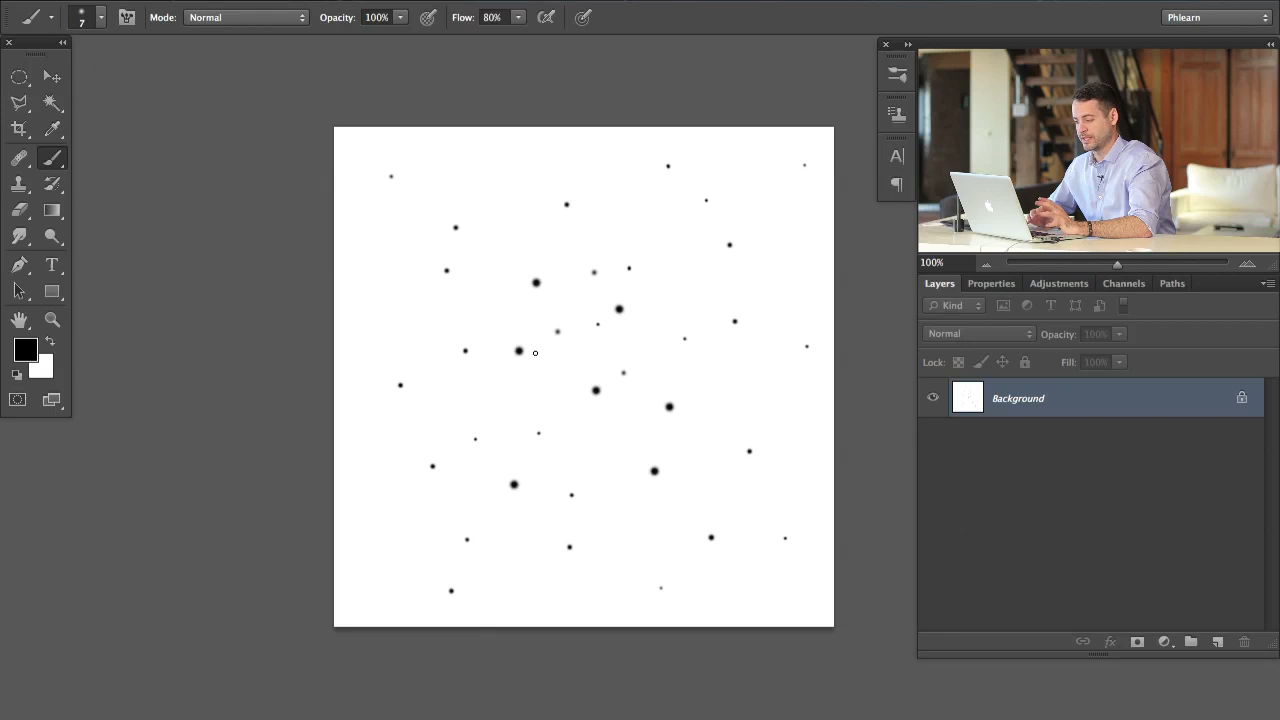 7
Mode: Normal
Opacity: 100%
Flow: 80%
Phlearn
100%
Layers
Properties
Adjustments
Channels
Paths
Kind
T
Normal
Opacity: 100%
Lock:
Fill: 100%
Background
T
A